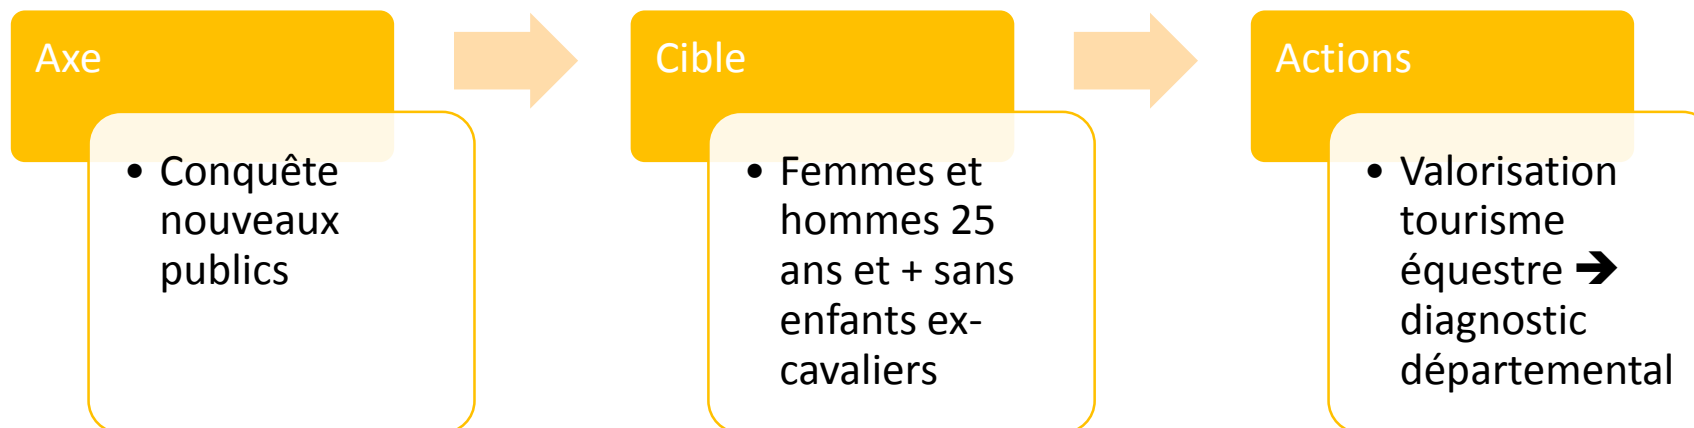 Axe
• Conquête
nouveaux
publics
Cible
• Femmes et
hommes 25
ans et + sans
enfants ex-
cavaliers
Actions
• Valorisation
tourisme
équestre ➔
diagnostic
départemental